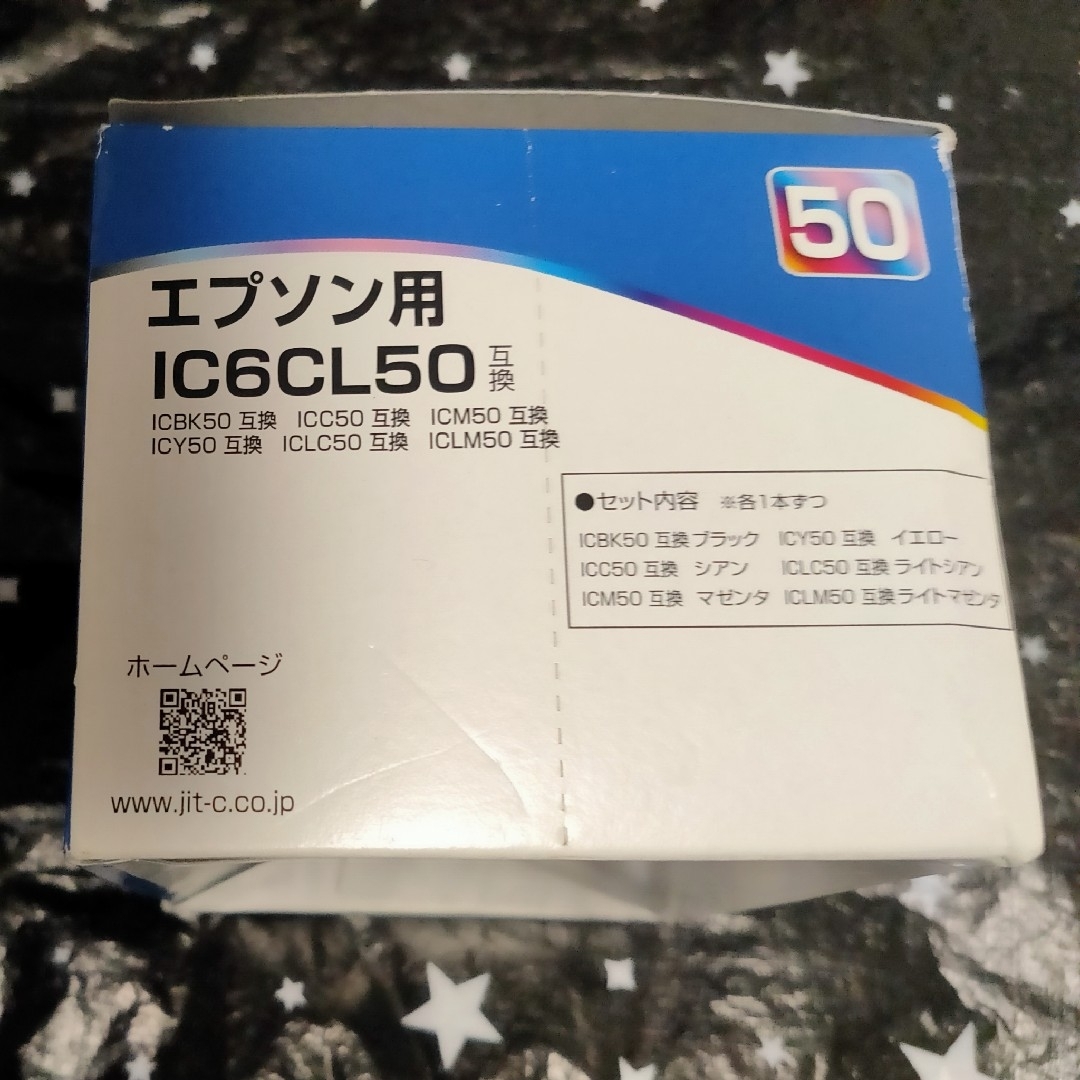 50
エプソン用
IC6CL50 互換
ICBK50 互換 ICC50 互換 ICM50 互換
ICY50 互換 ICLC50 互換 ICLM50 互換
●セット内容 ※各1本ずつ
ICBK50 互換 ブラック ICY50 互換 イエロー
ICC50 互換 シアン ICLC50 互換 ライトシアン
ICM50 互換 マゼンタ ICLM50 互換 ライトマゼンタ
ホームページ
www.jit-c.co.jp